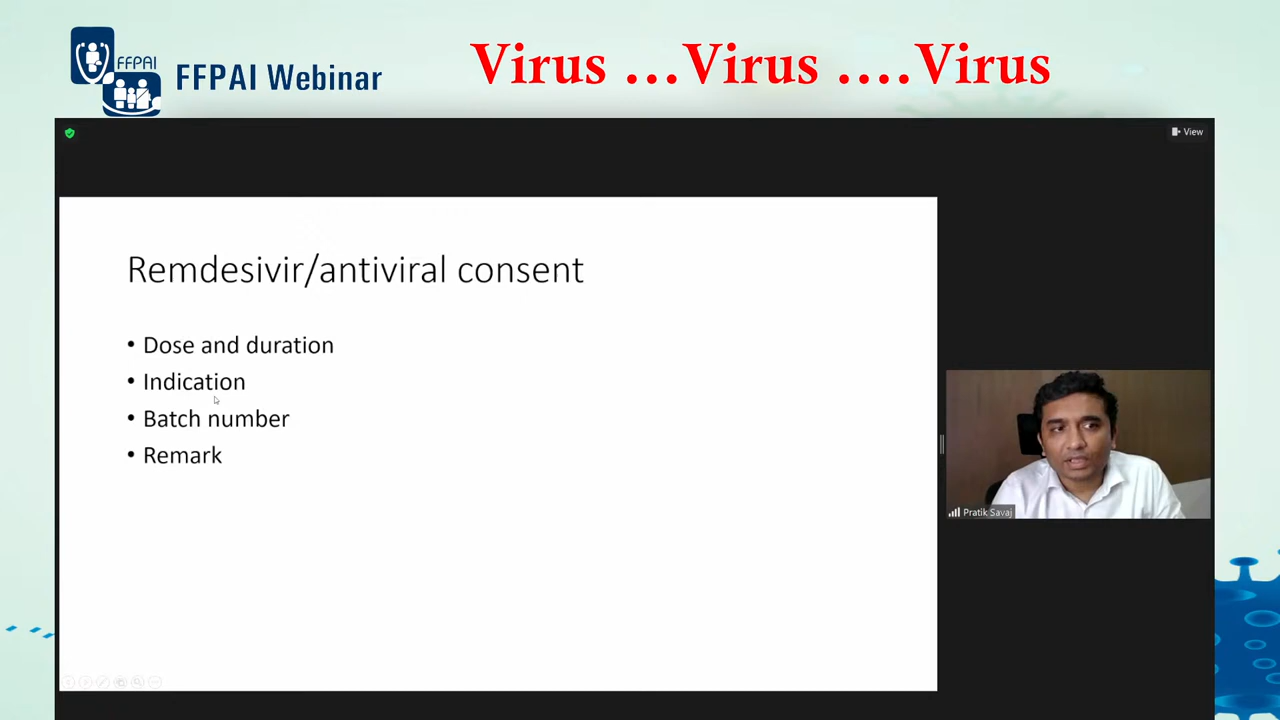 FFPAI
FFPAI Webinar
Virus ...Virus ....Virus
View
Remdesivir/antiviral consent
• Dose and duration
• Indication
• Batch number
• Remark
Pratik Savaj